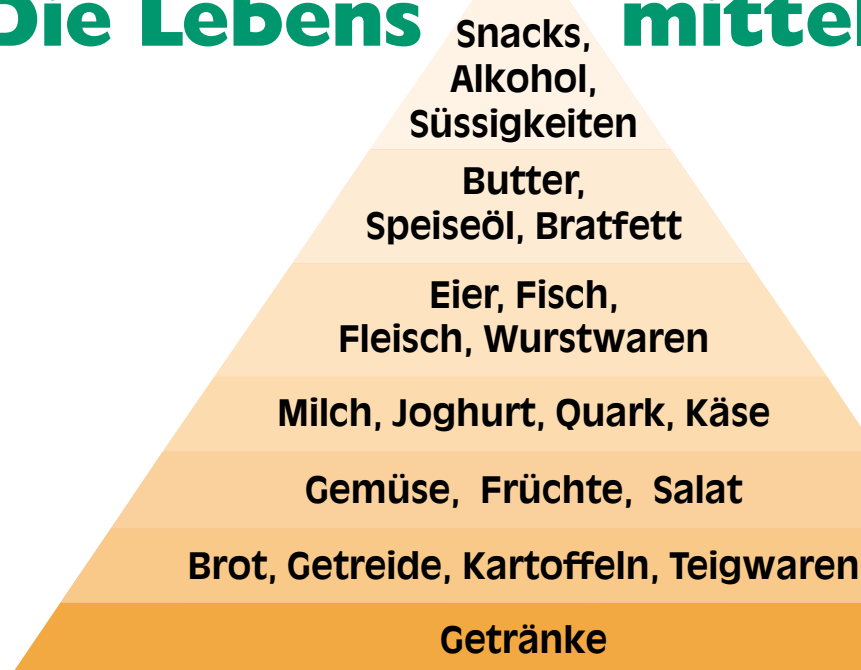 Die Lebens mittel
Snacks,
Alkohol,
Süssigkeiten
Butter,
Speiseöl, Bratfett
Eier, Fisch,
Fleisch, Wurstwaren
Milch, Joghurt, Quark, Käse
Gemüse, Früchte, Salat
Brot, Getreide, Kartoffeln, Teigwaren
Getränke